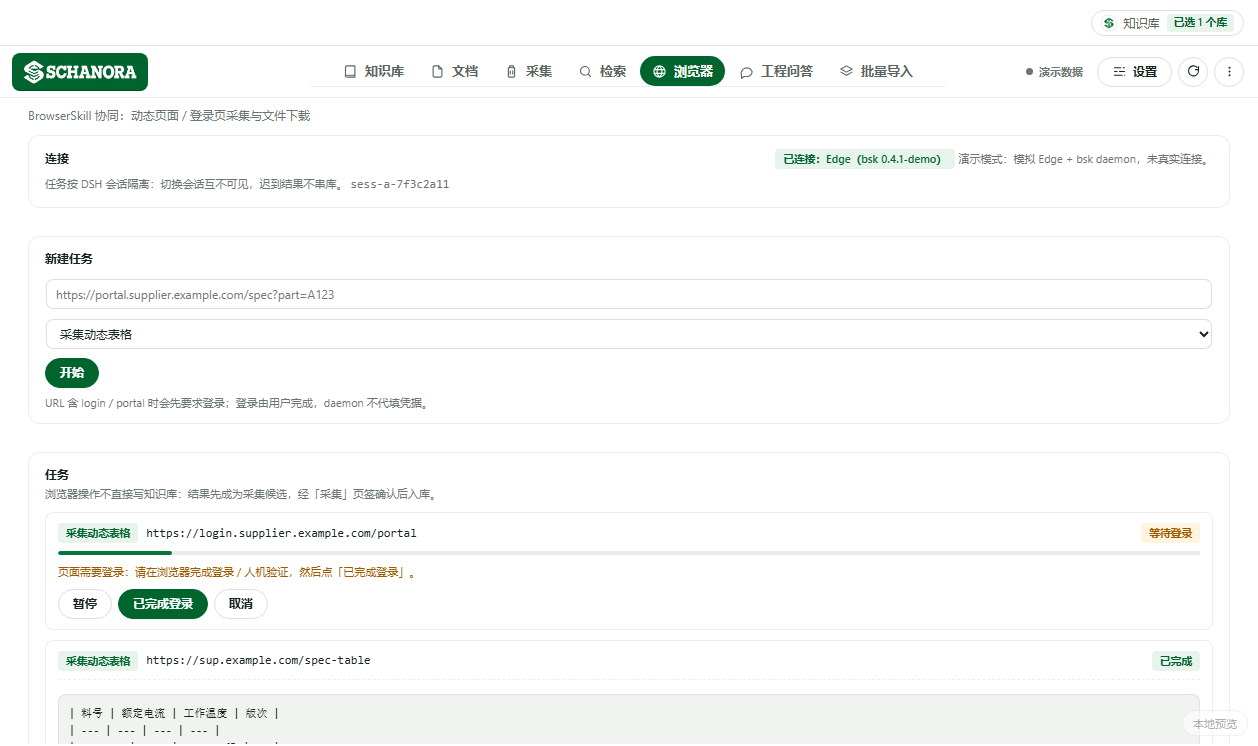 知识库 已选 1 个库
SCHANORA
知识库 文档 采集 检索 浏览器 工程问答 批量导入 演示数据 设置
BrowserSkill 协同：动态页面 / 登录页采集与文件下载
连接
已连接：Edge（bsk 0.4.1-demo） 演示模式：模拟 Edge + bsk daemon，未真实连接。
任务按 DSH 会话隔离：切换会话互不可见，迟到结果不串库。 sess-a-7f3c2a11
新建任务
https://portal.supplier.example.com/spec?part=A123
采集动态表格
开始
URL 含 login / portal 时会先要求登录；登录由用户完成，daemon 不代填凭据。
任务
浏览器操作不直接写知识库：结果先成为采集候选，经「采集」页签确认后入库。
采集动态表格 https://login.supplier.example.com/portal 等待登录
页面需要登录：请在浏览器完成登录 / 人机验证，然后点「已完成登录」。
暂停 已完成登录 取消
采集动态表格 https://sup.example.com/spec-table 已完成
| 料号 | 额定电流 | 工作温度 | 版次 |
| --- | --- | --- | --- |
本地预览